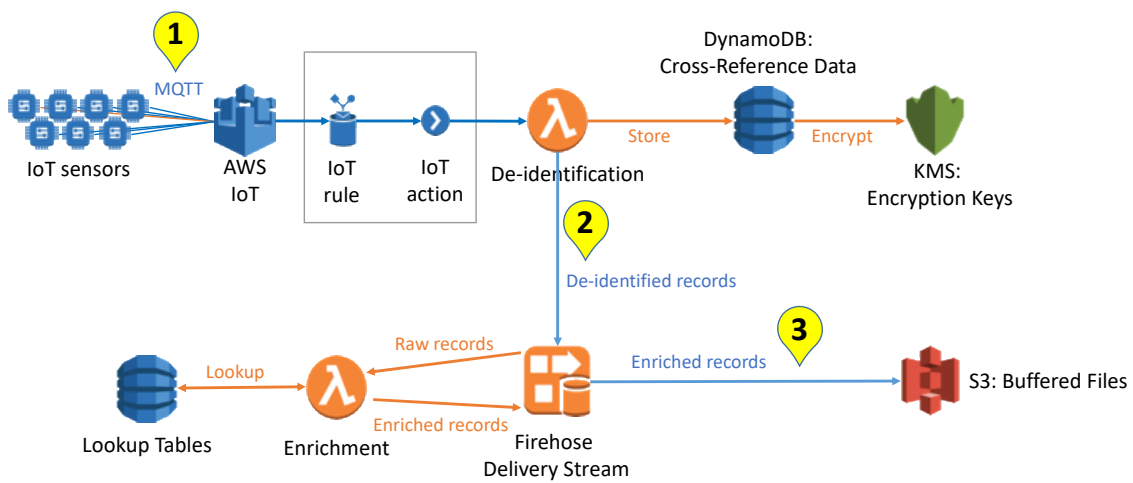 1
MQTT
IoT sensors
AWS
IoT
IoT
rule
IoT
action
De-identification
Store
DynamoDB:
Cross-Reference Data
Encrypt
KMS:
Encryption Keys
2
De-identified records
3
Raw records
Enriched records
Lookup
Enriched records
Lookup Tables
Enrichment
Firehose
Delivery Stream
S3: Buffered Files